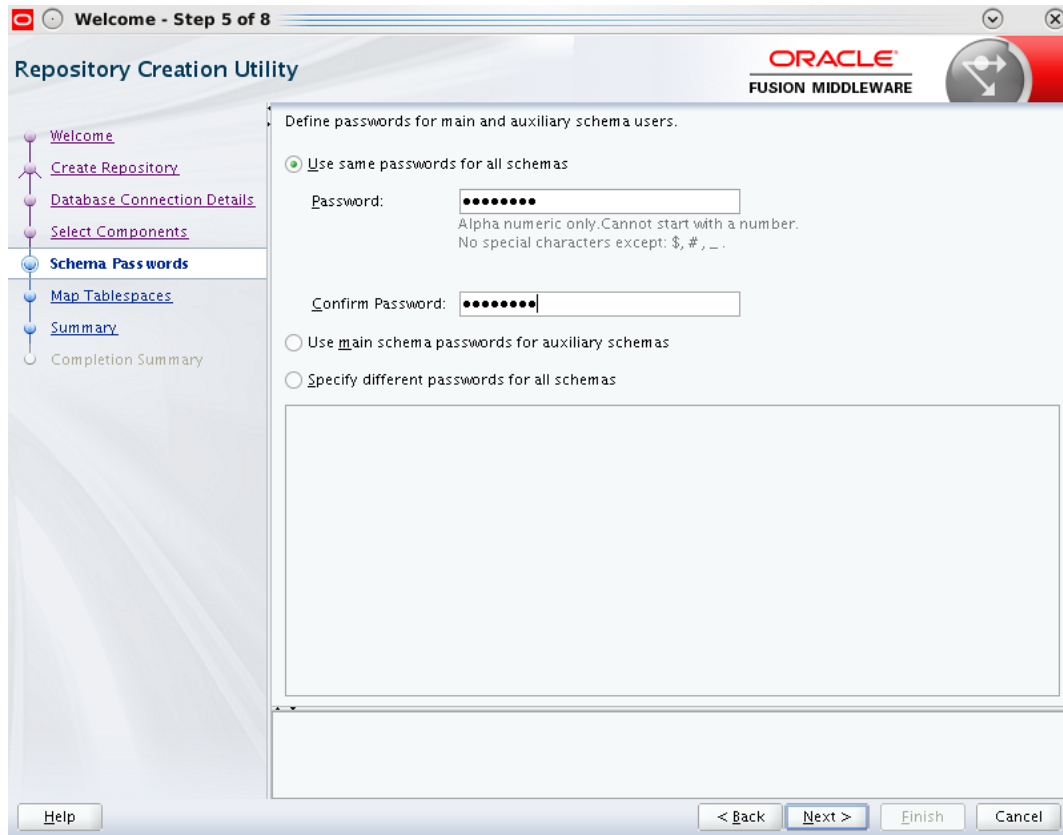 Welcome - Step 5 of 8
Repository Creation Utility
ORACLE
FUSION MIDDLEWARE
Welcome
Create Repository
Database Connection Details
Select Components
Schema Passwords
Map Tablespaces
Summary
Completion Summary
Define passwords for main and auxiliary schema users.
Use same passwords for all schemas
Password: ●●●●●●●●
Alpha numeric only.Cannot start with a number.
No special characters except: $, # , _ .
Confirm Password: ●●●●●●●●
Use main schema passwords for auxiliary schemas
Specify different passwords for all schemas
Help
< Back
Next >
Finish
Cancel